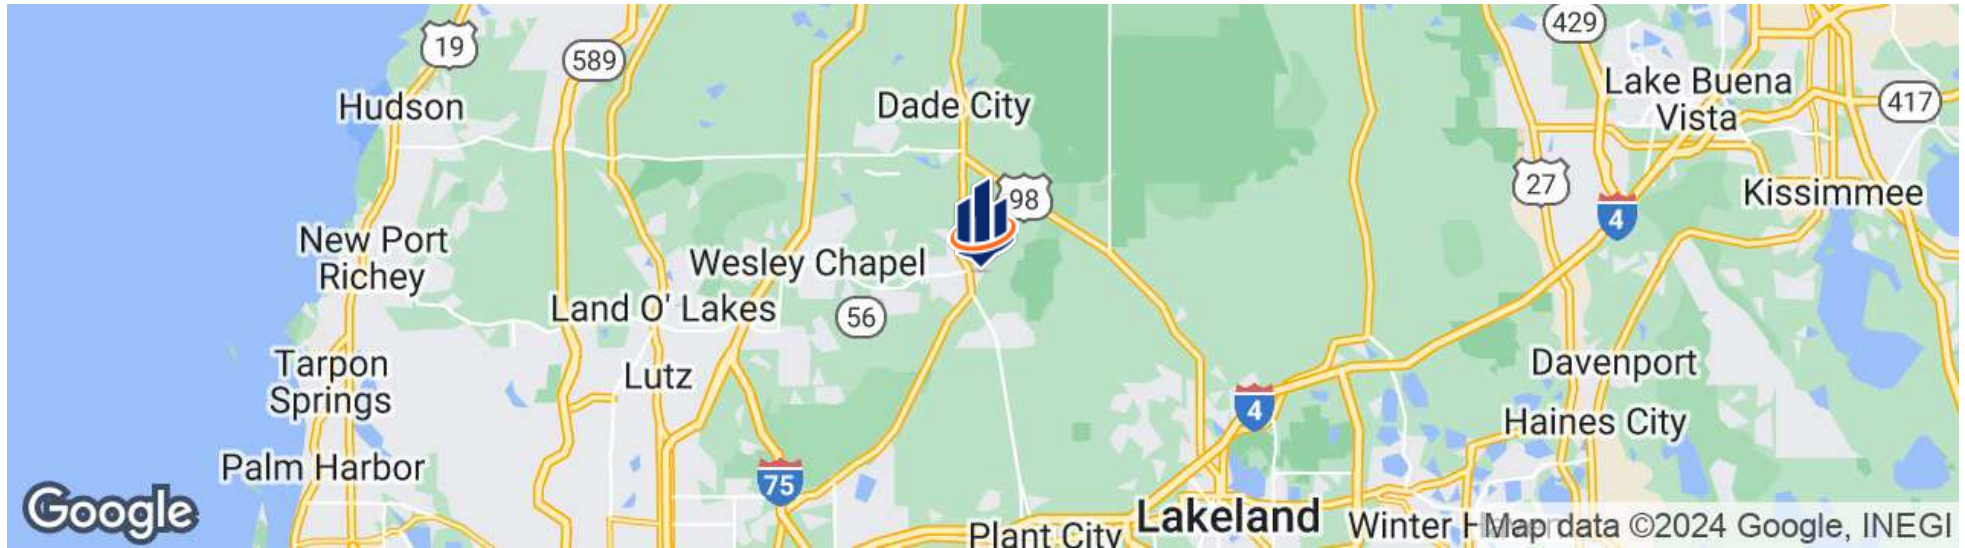 19
589
429
Lake Buena
Vista
417
Hudson
Dade City
98
27
Kissimmee
4
New Port
Richey
Wesley Chapel
Land O' Lakes
56
Tarpon
Springs
Lutz
Davenport
4
Haines City
Palm Harbor
75
Google
Plant City
Lakeland
Winter
Map data ©2024 Google, INEGI